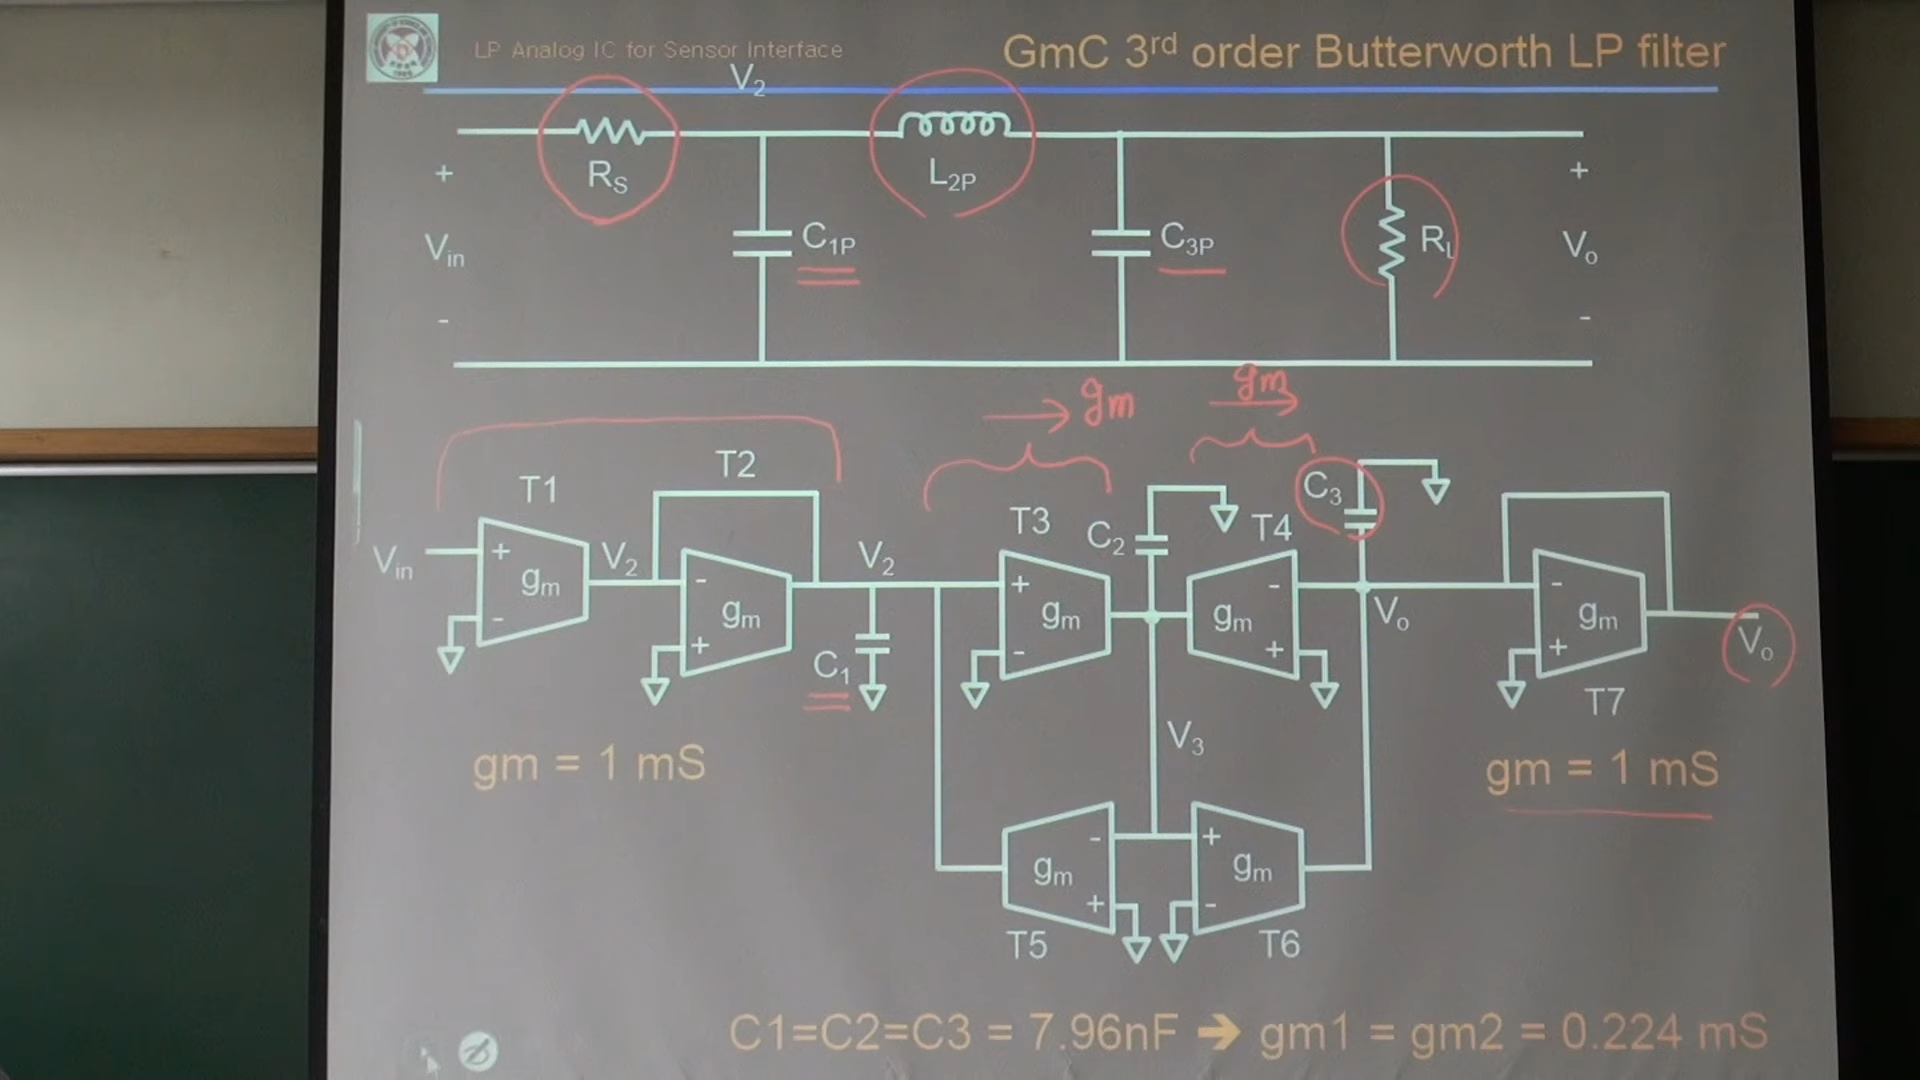 LP Analog IC for Sensor Interface
GmC 3rd order Butterworth LP filter
V2
RS
L2P
C1P
C3P
RL
+
Vin
-
+
Vo
-
gm
gm
T1
T2
T3
C2
T4
C3
Vin
+
gm
-
V2
-
gm
+
V2
C1
+
gm
-
-
gm
+
Vo
-
gm
+
Vo
T7
V3
gm = 1 mS
gm = 1 mS
-
gm
+
+
gm
-
T5
T6
C1=C2=C3 = 7.96nF ➔ gm1 = gm2 = 0.224 mS